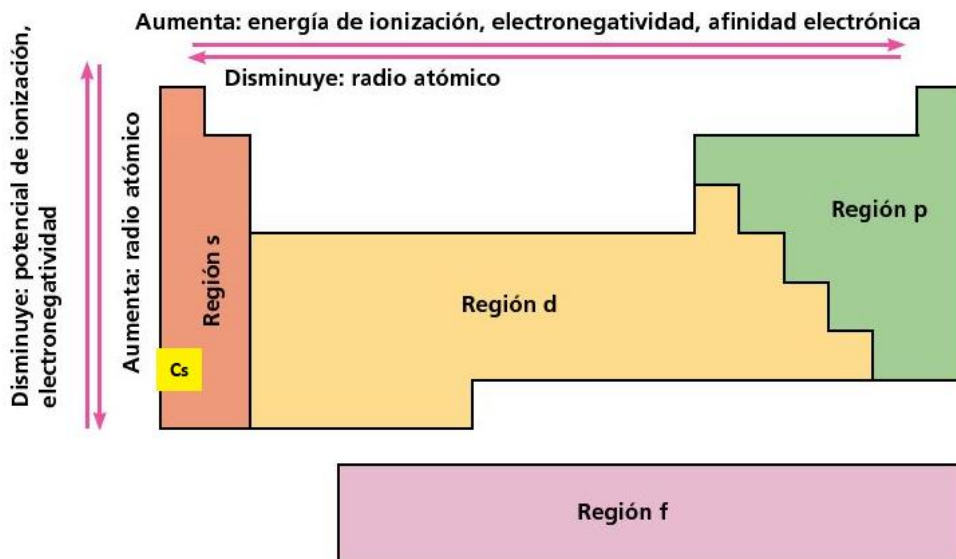 Aumenta: energía de ionización, electronegatividad, afinidad electrónica
Disminuye: radio atómico
Disminuye: potencial de ionización,
electronegatividad
Aumenta: radio atómico
Región s
Cs
Región d
Región p
Región f